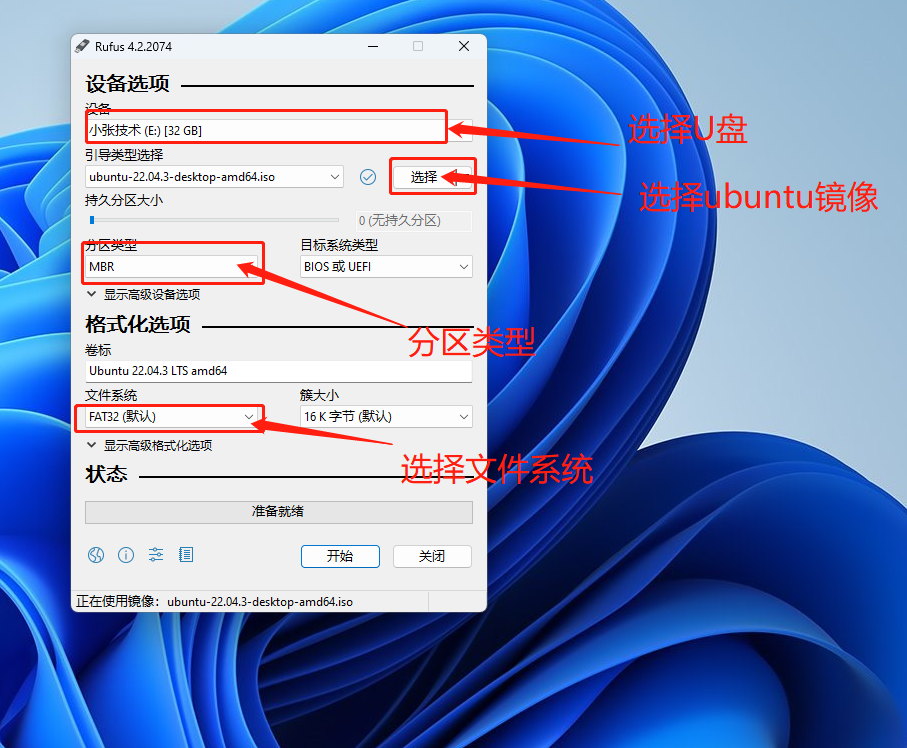 Rufus 4.2.2074
设备选项
设备
小张技术 (E:) [32 GB]
选择U盘
引导类型选择
ubuntu-22.04.3-desktop-amd64.iso
选择
选择ubuntu镜像
持久分区大小
0 (无持久分区)
分区类型
目标系统类型
MBR
BIOS 或 UEFI
显示高级设备选项
格式化选项
分区类型
卷标
Ubuntu 22.04.3 LTS amd64
文件系统
簇大小
FAT32 (默认)
16 K 字节 (默认)
显示高级格式化选项
选择文件系统
状态
准备就绪
开始
关闭
正在使用镜像: ubuntu-22.04.3-desktop-amd64.iso